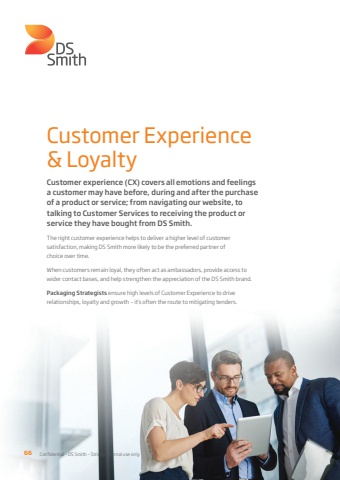 DS
Smith
Customer Experience
& Loyalty
Customer experience (CX) covers all emotions and feelings
a customer may have before, during and after the purchase
of a product or service; from navigating our website, to
talking to Customer Services to receiving the product or
service they have bought from DS Smith.
The right customer experience helps to deliver a higher level of customer
satisfaction, making DS Smith more likely to be the preferred partner of
choice over time.
When customers remain loyal, they often act as ambassadors, provide access to
wider contact bases, and help strengthen the appreciation of the DS Smith brand.
Packaging Strategists ensure high levels of Customer Experience to drive
relationships, loyalty and growth – it's often the route to mitigating tenders.
66 Confidential – DS Smith – internal use only